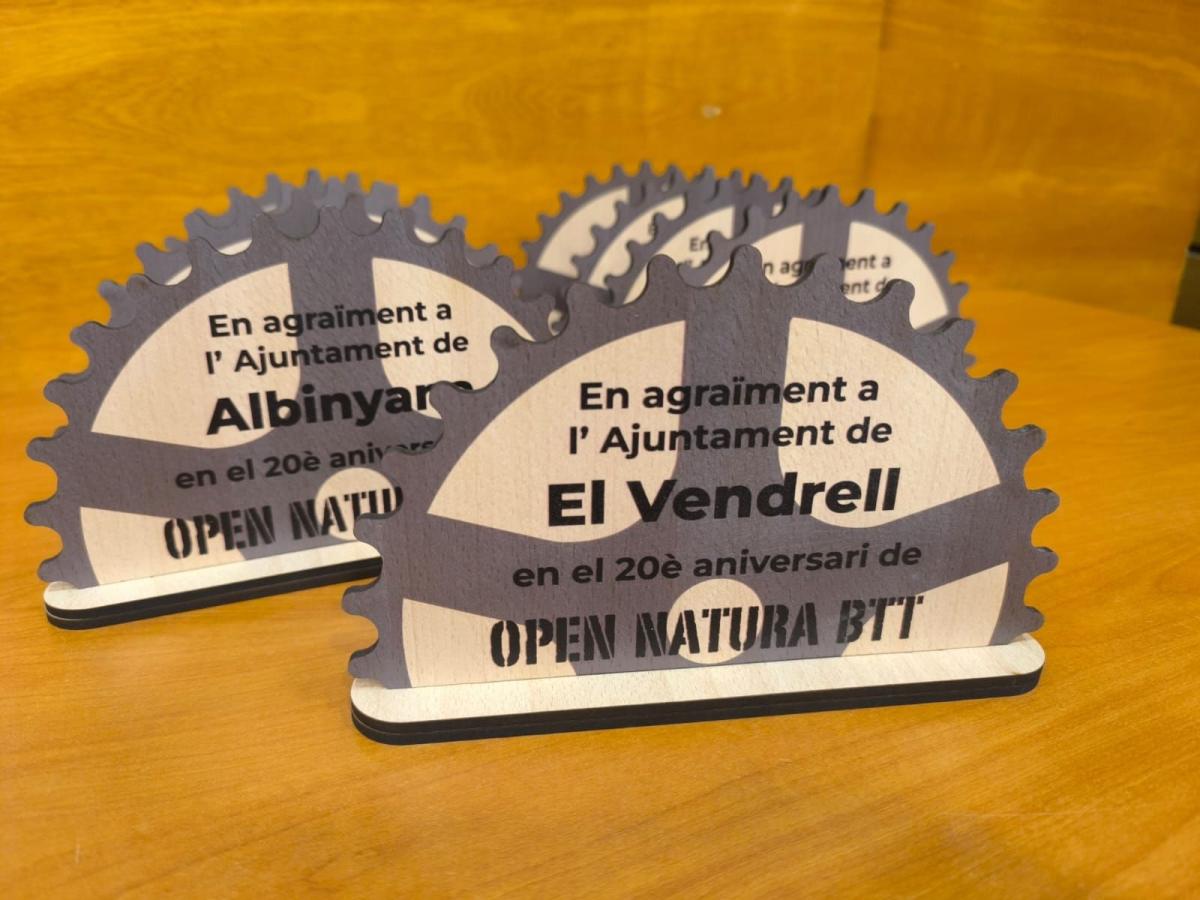 En agraïment a
l' Ajuntament de
El Vendrell
en el 20è aniversari de
OPEN NATURA BTT
En agraïment a
l' Ajuntament de
en el 20è
OPEN